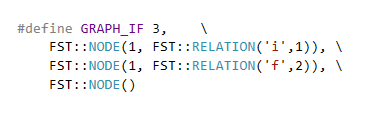 #define GRAPH_IF 3, \
FST::NODE(1, FST::RELATION('i',1)), \
FST::NODE(1, FST::RELATION('f',2)), \
FST::NODE()